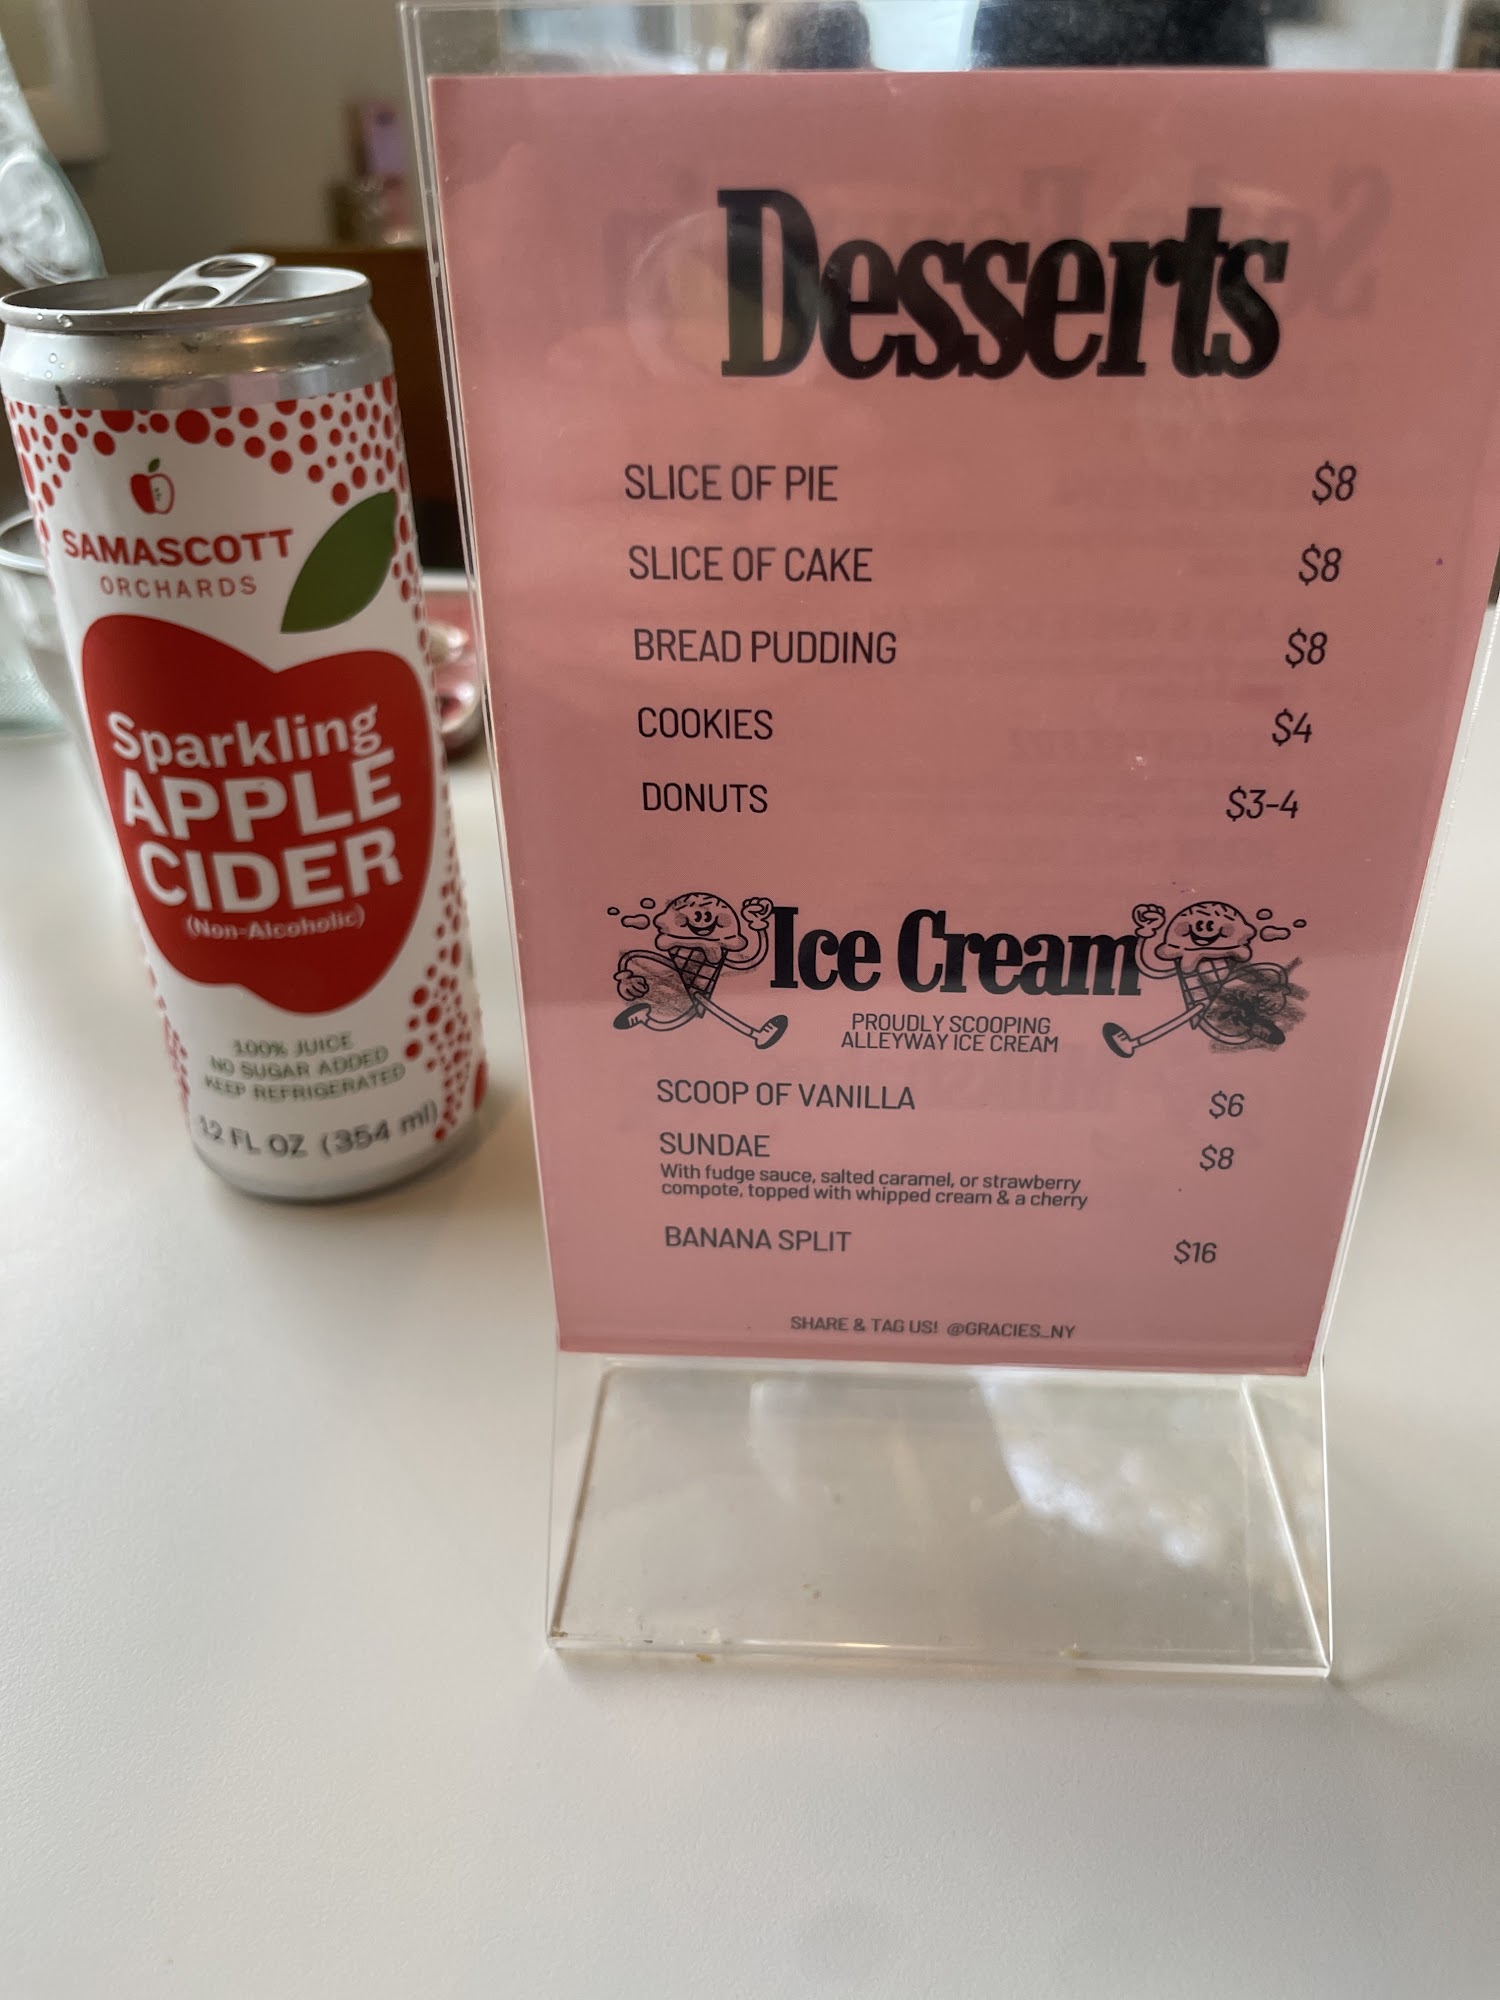 SAMASCOTT
ORCHARDS
Sparkling
APPLE
CIDER
(Non-Alcoholic)
100% JUICE
NO SUGAR ADDED
KEEP REFRIGERATED
12 FL OZ (354 ml)
Desserts
SLICE OF PIE $8
SLICE OF CAKE $8
BREAD PUDDING $8
COOKIES $4
DONUTS $3-4
Ice Cream
PROUDLY SCOOPING
ALLEYWAY ICE CREAM
SCOOP OF VANILLA $6
SUNDAE $8
With fudge sauce, salted caramel, or strawberry
compote, topped with whipped cream & a cherry
BANANA SPLIT $16
SHARE & TAG US! @GRACIES_NY